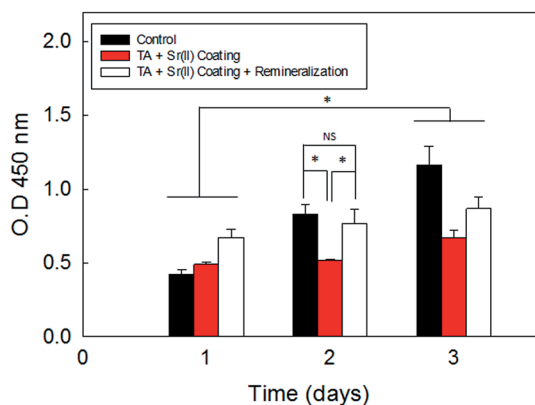 Control
TA + Sr(II) Coating
TA + Sr(II) Coating + Remineralization
2.0
1.5
1.0
0.5
0.0
*
NS
* *
0 1 2 3
Time (days)
O.D 450 nm